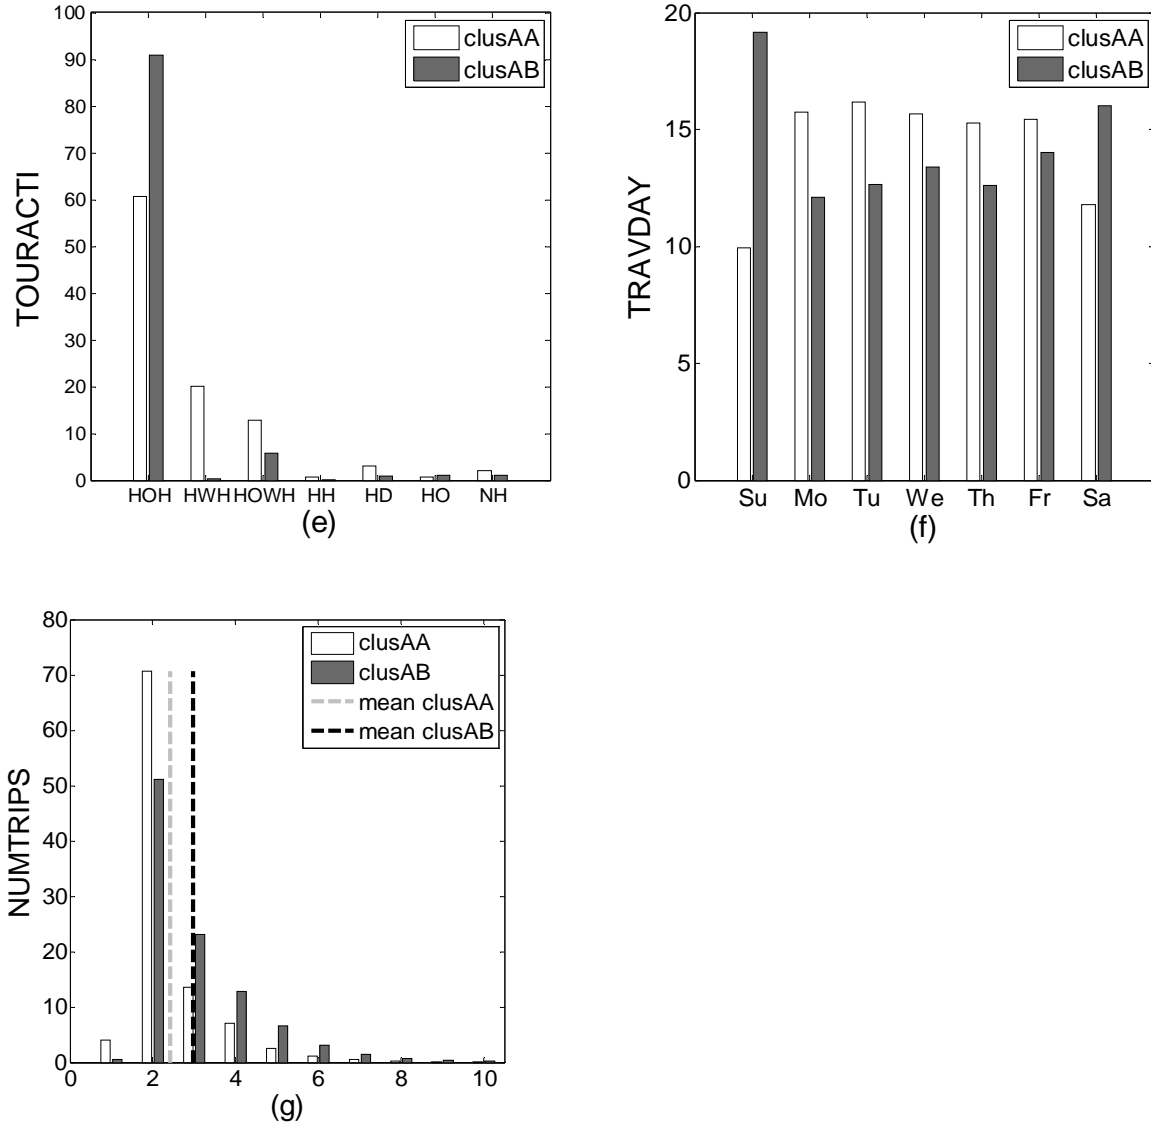 100
90
80
70
60
50
40
30
20
10
0
TOURACTI
clusAA
clusAB
HOH HWH HOWH HH HD HO NH
(e)
20
15
10
5
0
TRAVDAY
clusAA
clusAB
Su Mo Tu We Th Fr Sa
(f)
80
70
60
50
40
30
20
10
0
NUMTRIPS
clusAA
clusAB
mean clusAA
mean clusAB
0 2 4 6 8 10
(g)